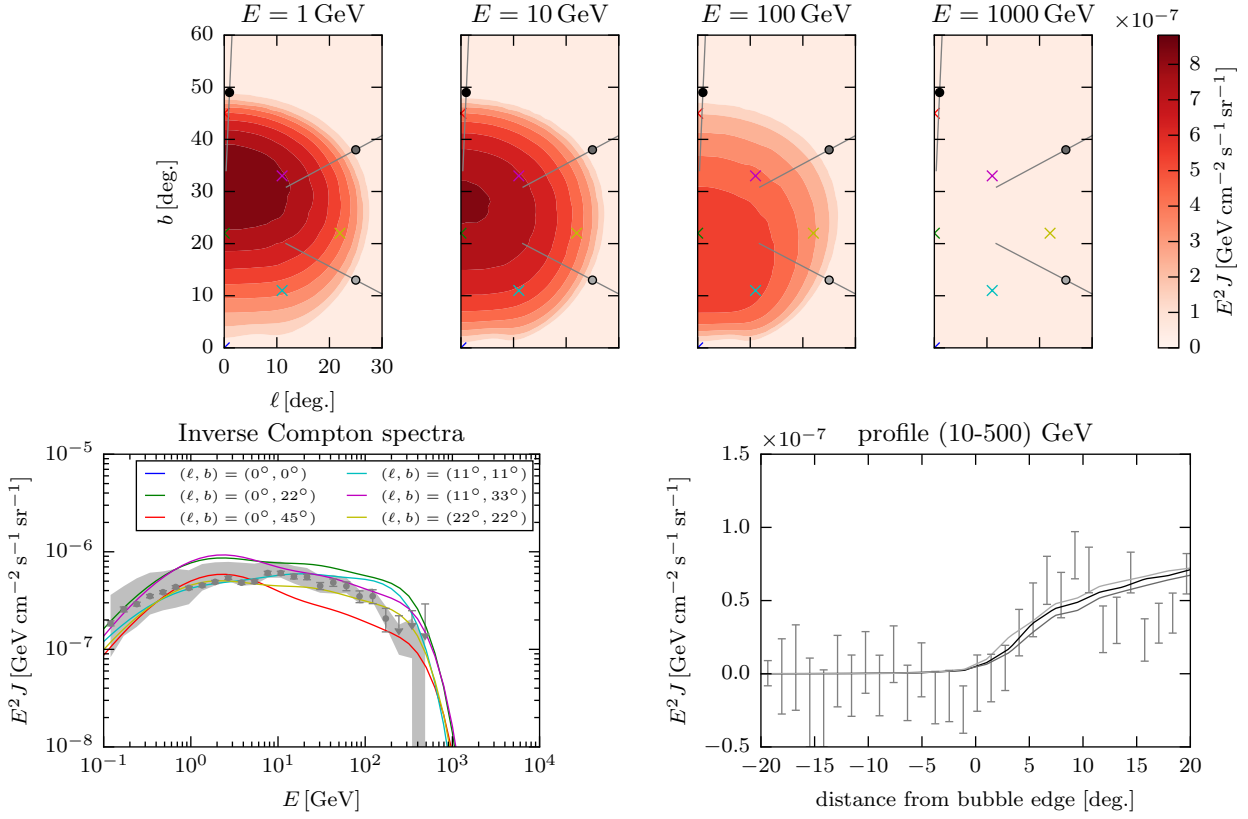 E = 1 GeV E = 10 GeV E = 100 GeV E = 1000 GeV ×10⁻⁷
60
50
40
30
20
10
0
b [deg.]
0 10 20 30
ℓ [deg.]
8
7
6
5
4
3
2
1
0
E² J [GeV cm⁻² s⁻¹ sr⁻¹]
Inverse Compton spectra
10⁻⁵
10⁻⁶
10⁻⁷
10⁻⁸
E² J [GeV cm⁻² s⁻¹ sr⁻¹]
(ℓ, b) = (0°, 0°)
(ℓ, b) = (0°, 22°)
(ℓ, b) = (0°, 45°)
(ℓ, b) = (11°, 11°)
(ℓ, b) = (11°, 33°)
(ℓ, b) = (22°, 22°)
10⁻¹ 10⁰ 10¹ 10² 10³ 10⁴
E [GeV]
×10⁻⁷ profile (10-500) GeV
1.5
1.0
0.5
0.0
−0.5
E² J [GeV cm⁻² s⁻¹ sr⁻¹]
−20 −15 −10 −5 0 5 10 15 20
distance from bubble edge [deg.]